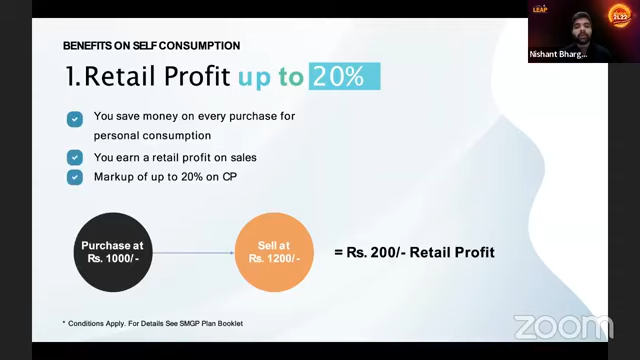 BENEFITS ON SELF CONSUMPTION
1.Retail Profit up to 20%
You save money on every purchase for
personal consumption
You earn a retail profit on sales
Markup of up to 20% on CP
Purchase at
Rs. 1000/-
Sell at
Rs. 1200/-
= Rs. 200/- Retail Profit
* Conditions Apply. For Details See SMGP Plan Booklet
LEAP
2L22
Nishant Bharg...
zoom